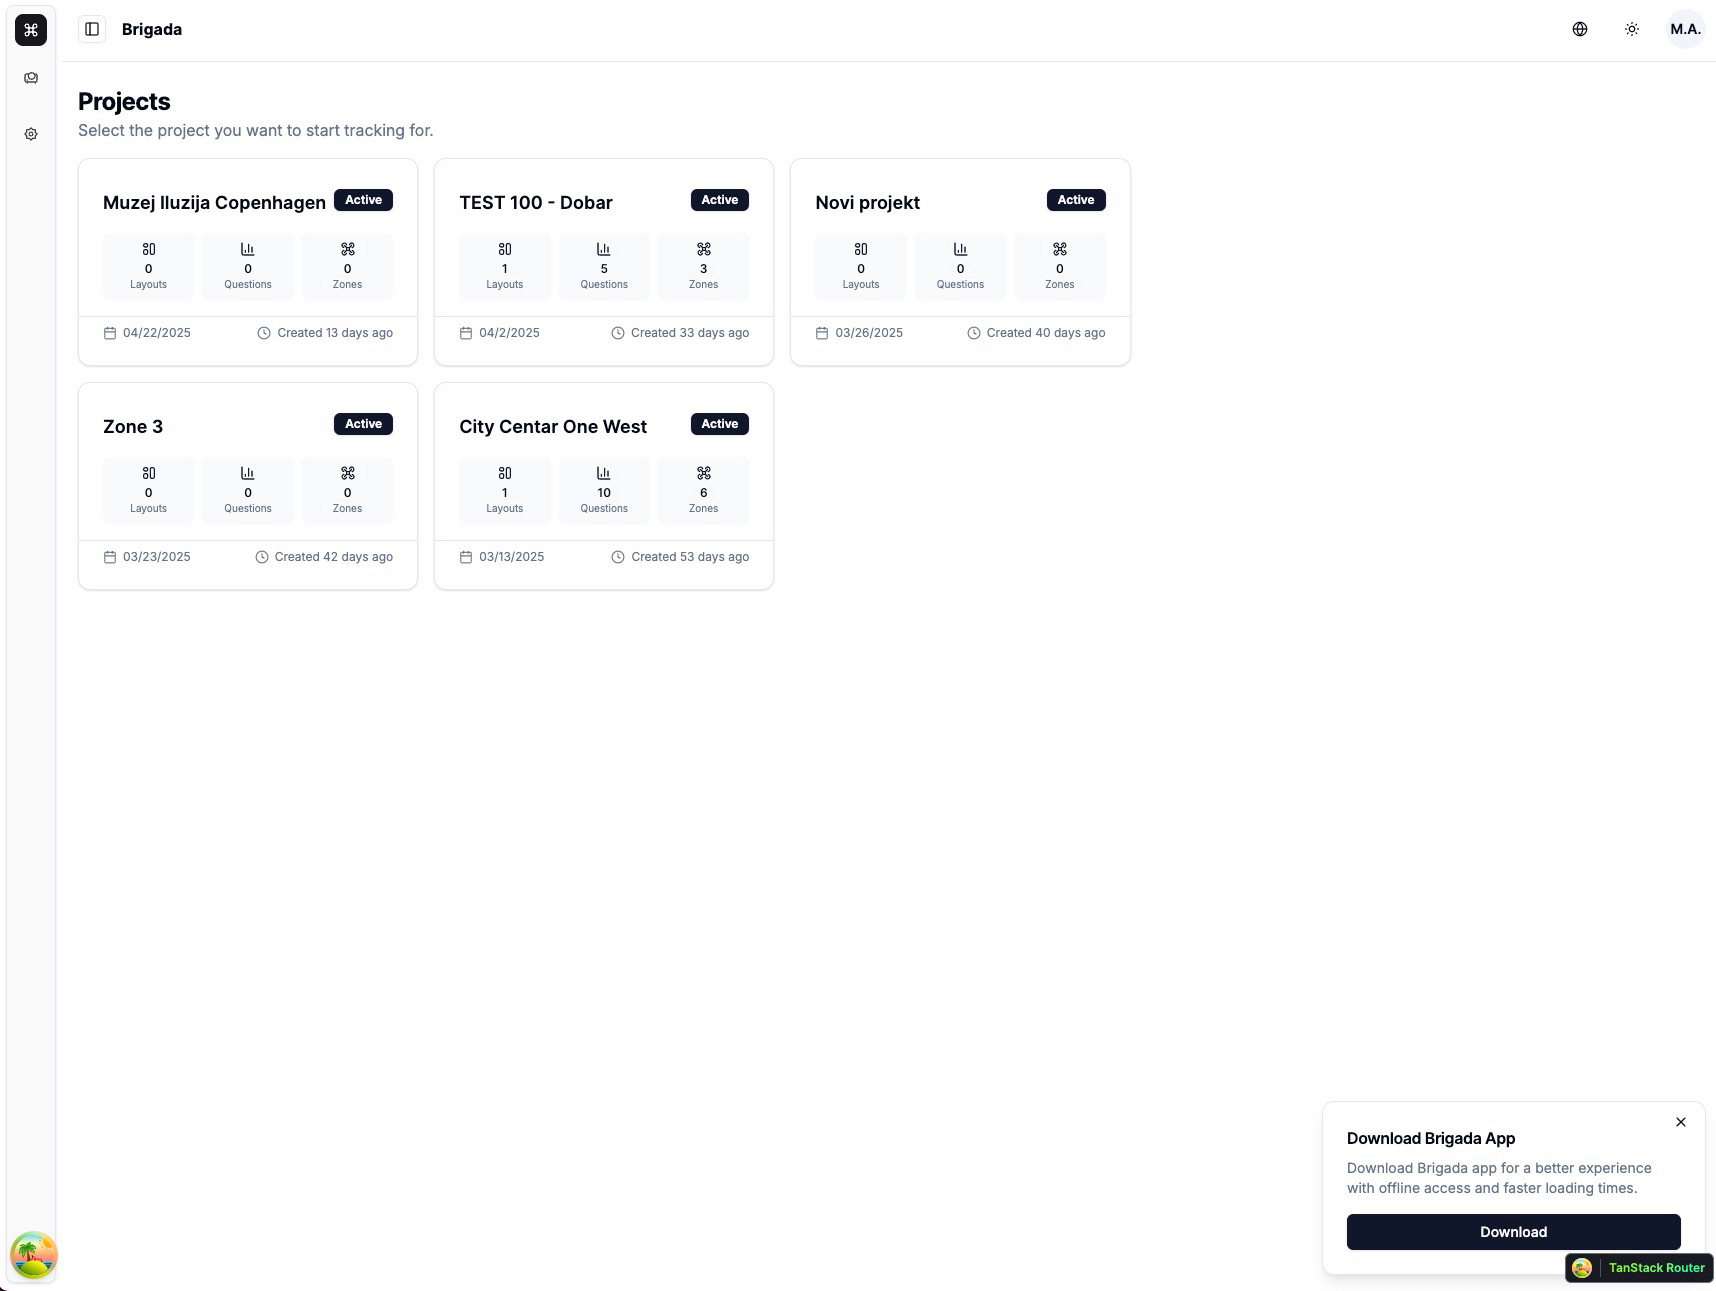 Brigada
M.A.
Projects
Select the project you want to start tracking for.
Muzej Iluzija Copenhagen
Active
0
Layouts
0
Questions
0
Zones
04/22/2025
Created 13 days ago
TEST 100 - Dobar
Active
1
Layouts
5
Questions
3
Zones
04/2/2025
Created 33 days ago
Novi projekt
Active
0
Layouts
0
Questions
0
Zones
03/26/2025
Created 40 days ago
Zone 3
Active
0
Layouts
0
Questions
0
Zones
03/23/2025
Created 42 days ago
City Centar One West
Active
1
Layouts
10
Questions
6
Zones
03/13/2025
Created 53 days ago
Download Brigada App
Download Brigada app for a better experience
with offline access and faster loading times.
Download
TanStack Router